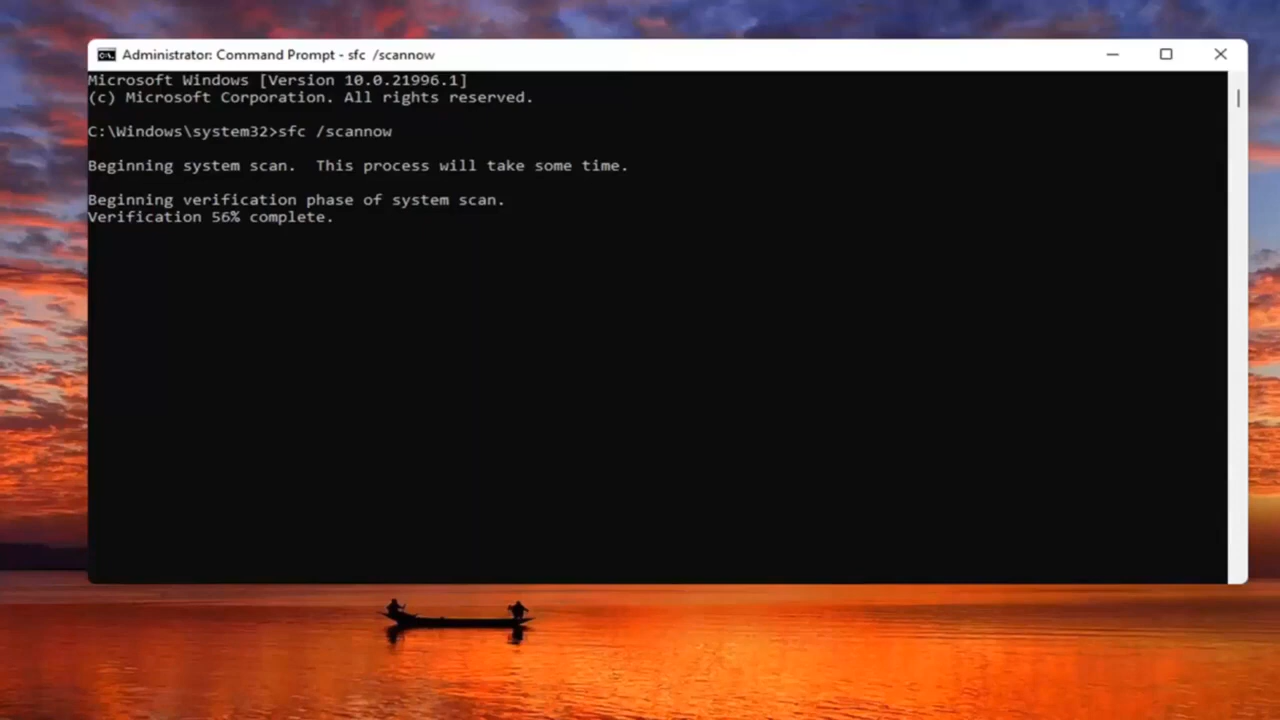 Administrator: Command Prompt - sfc  /scannow
Microsoft Windows [Version 10.0.21996.1]
(c) Microsoft Corporation. All rights reserved.
C:\Windows\system32>sfc /scannow
Beginning system scan.  This process will take some time.
Beginning verification phase of system scan.
Verification 56% complete.